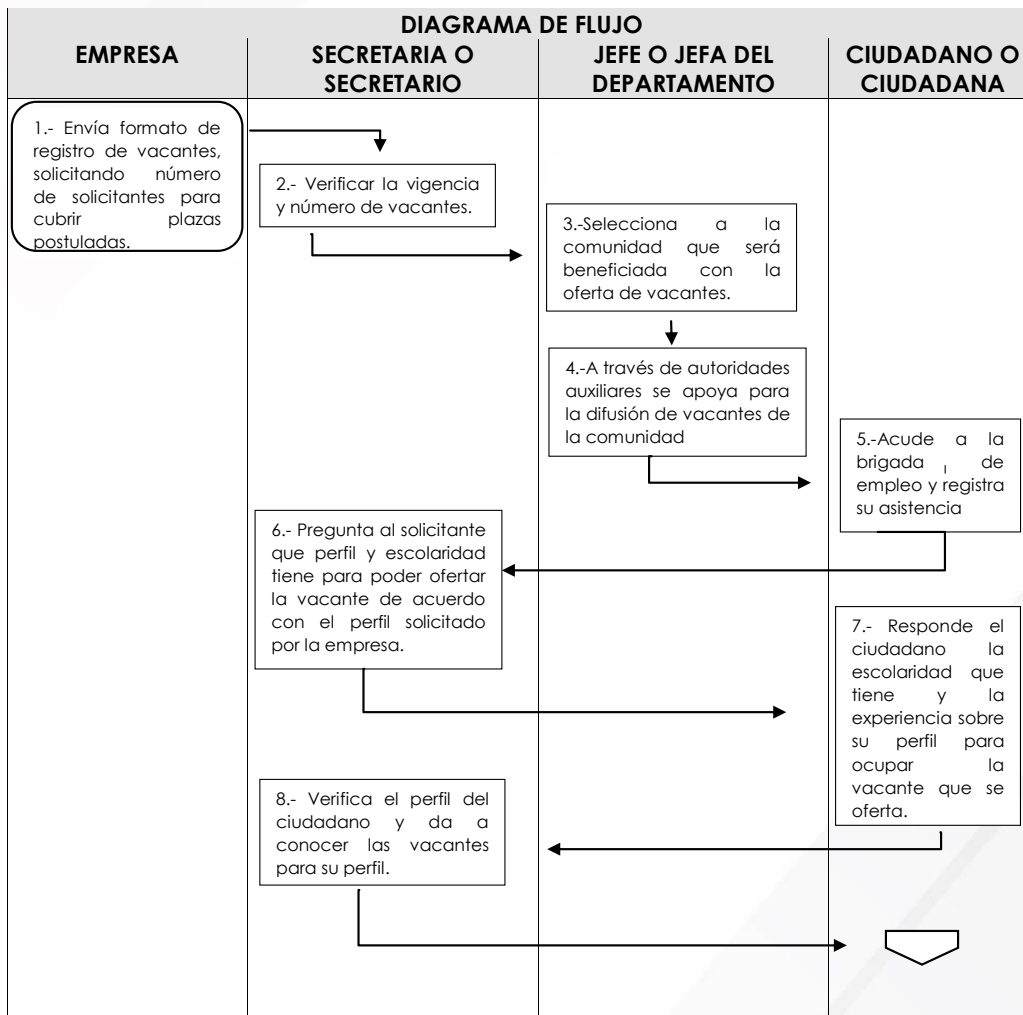 DIAGRAMA DE FLUJO
EMPRESA
SECRETARIA O
SECRETARIO
JEFE O JEFA DEL
DEPARTAMENTO
CIUDADANO O
CIUDADANA
1.- Envía formato de
registro de vacantes,
solicitando número
de solicitantes para
cubrir plazas
postuladas.
2.- Verificar la vigencia
y número de vacantes.
3.-Selecciona a la
comunidad que será
beneficiada con la
oferta de vacantes.
4.-A través de autoridades
auxiliares se apoya para
la difusión de vacantes de
la comunidad
5.-Acude a la
brigada de
empleo y registra
su asistencia
6.- Pregunta al solicitante
que perfil y escolaridad
tiene para poder ofertar
la vacante de acuerdo
con el perfil solicitado
por la empresa.
7.- Responde el
ciudadano la
escolaridad que
tiene y la
experiencia sobre
su perfil para
ocupar la
vacante que se
oferta.
8.- Verifica el perfil del
ciudadano y da a
conocer las vacantes
para su perfil.